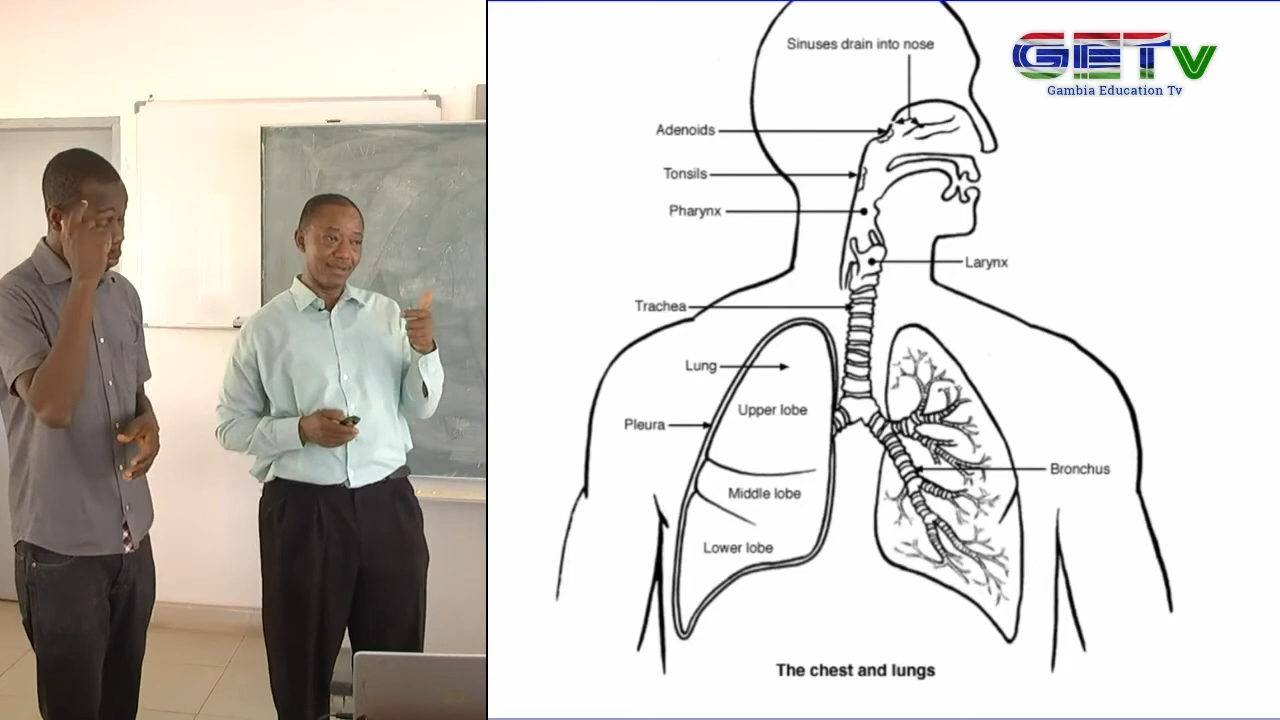 Sinuses drain into nose
GETv
Gambia Education Tv
Adenoids
Tonsils
Pharynx
Larynx
Trachea
Lung
Upper lobe
Pleura
Bronchus
Middle lobe
Lower lobe
The chest and lungs